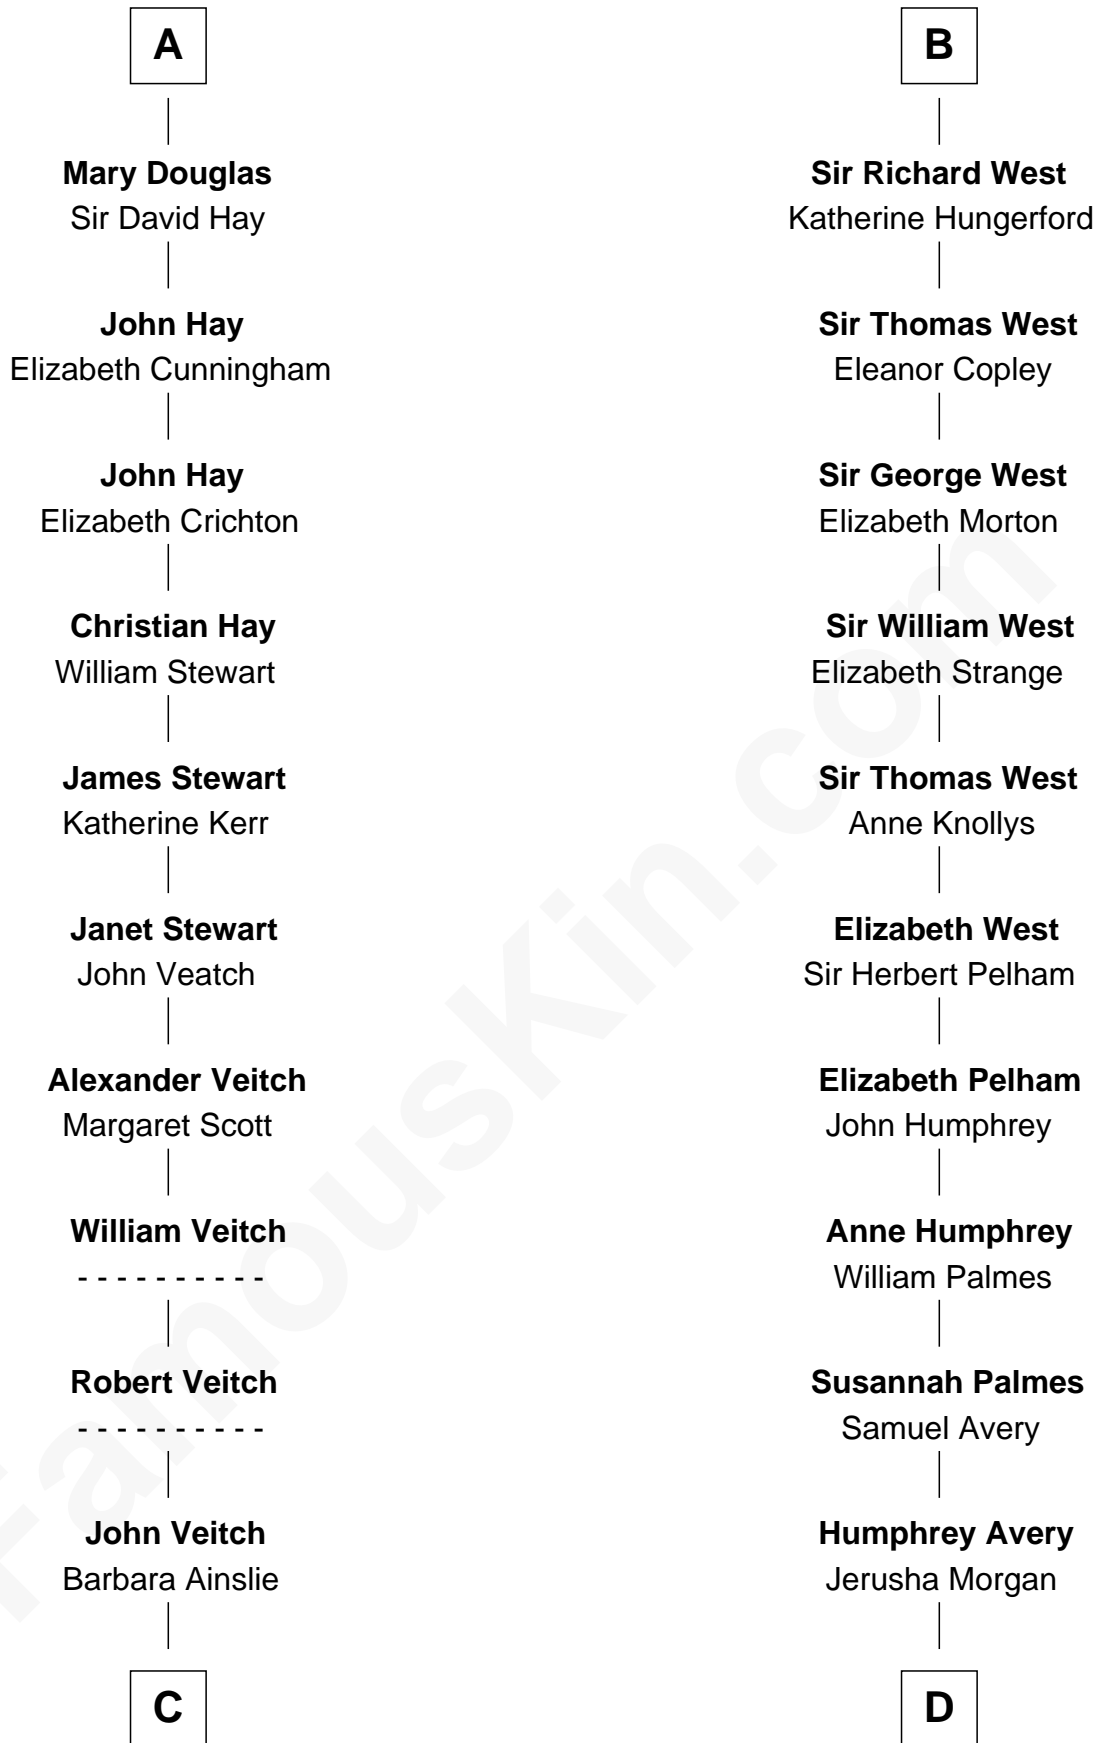 A
Mary Douglas
Sir David Hay
John Hay
Elizabeth Cunningham
John Hay
Elizabeth Crichton
Christian Hay
William Stewart
James Stewart
Katherine Kerr
Janet Stewart
John Veatch
Alexander Veitch
Margaret Scott
William Veitch
- - - - - - - - - -
Robert Veitch
- - - - - - - - - -
John Veitch
Barbara Ainslie
C
B
Sir Richard West
Katherine Hungerford
Sir Thomas West
Eleanor Copley
Sir George West
Elizabeth Morton
Sir William West
Elizabeth Strange
Sir Thomas West
Anne Knollys
Elizabeth West
Sir Herbert Pelham
Elizabeth Pelham
John Humphrey
Anne Humphrey
William Palmes
Susannah Palmes
Samuel Avery
Humphrey Avery
Jerusha Morgan
D
FamousKin.com